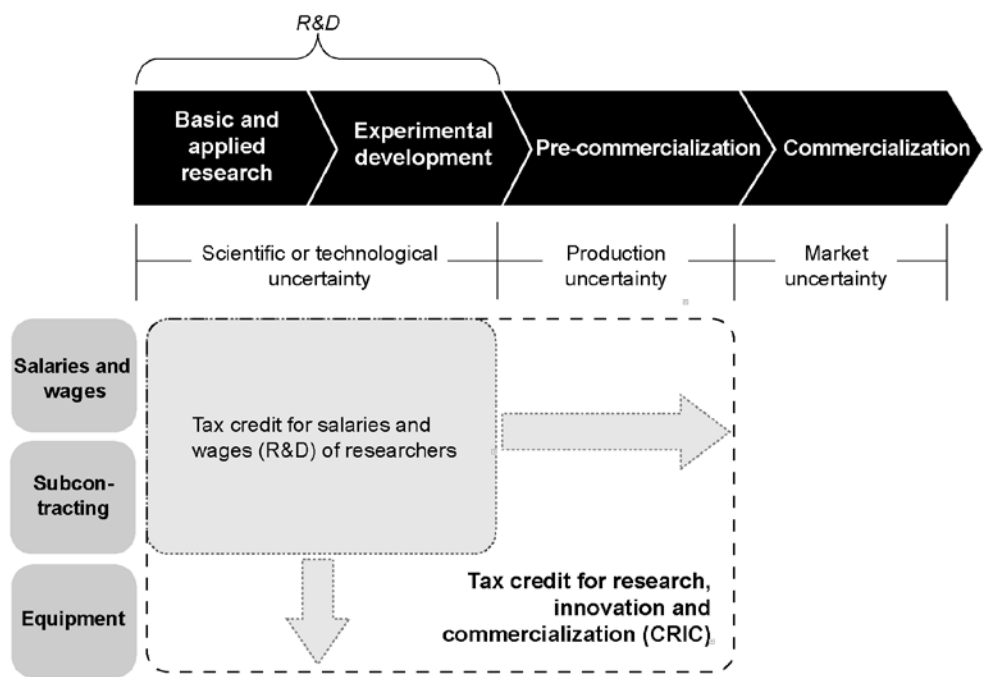 R&D
Basic and
applied
research
Experimental
development
Pre-commercialization
Commercialization
Scientific or technological
uncertainty
Production
uncertainty
Market
uncertainty
Salaries and
wages
Tax credit for salaries and
wages (R&D) of researchers
Subcon-
tracting
Equipment
Tax credit for research,
innovation and
commercialization (CRIC)